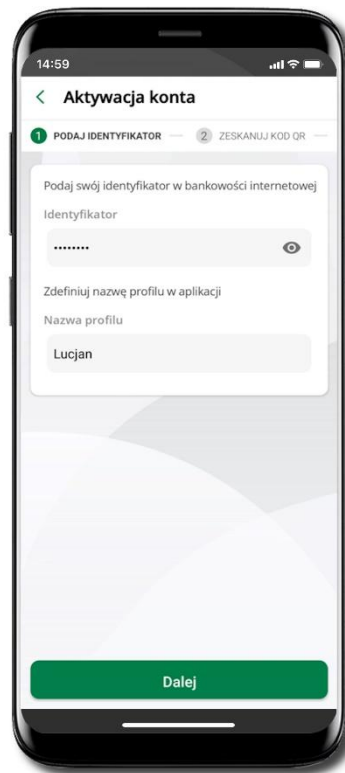 14:59
Aktywacja konta
1 PODAJ IDENTYFIKATOR 2 ZESKANUJ KOD QR
Podaj swój identyfikator w bankowości internetowej
Identyfikator
••••••••
Zdefiniuj nazwę profilu w aplikacji
Nazwa profilu
Lucjan
Dalej